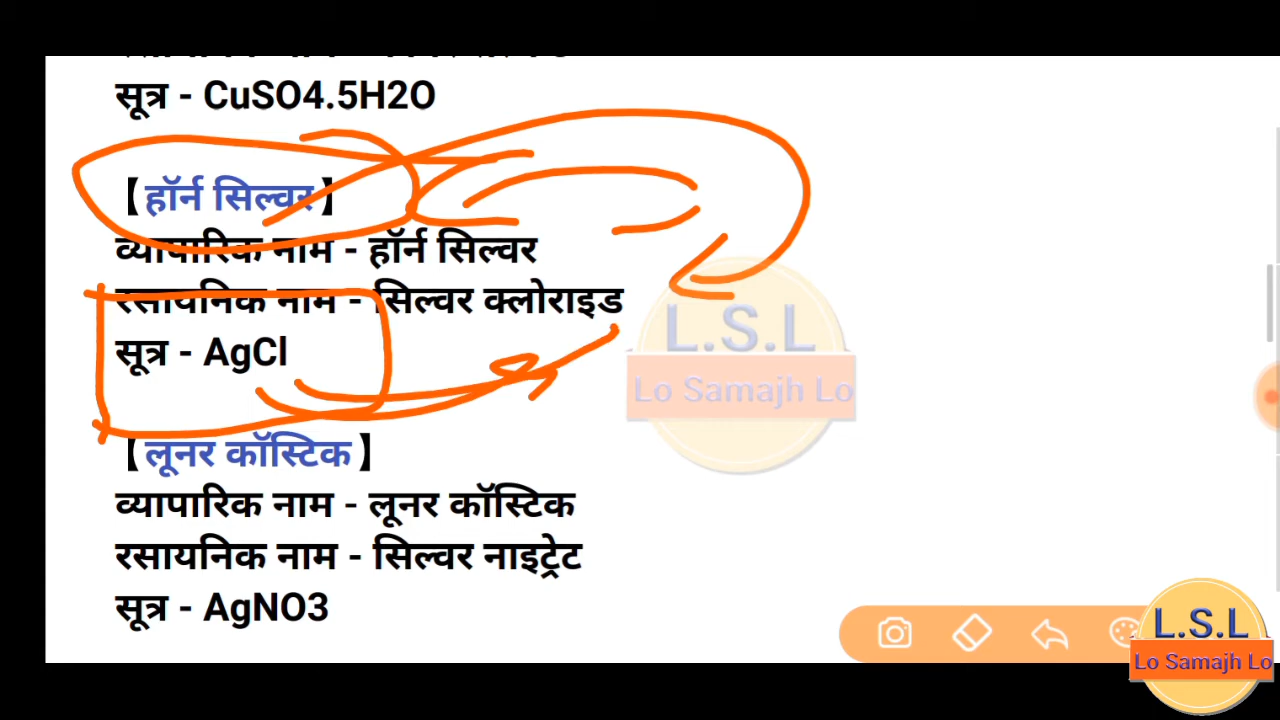 सूत्र - CuSO4.5H2O
【हॉर्न सिल्वर】
व्यापारिक नाम - हॉर्न सिल्वर
रसायनिक नाम - सिल्वर क्लोराइड
सूत्र - AgCl
【लूनर कॉस्टिक】
व्यापारिक नाम - लूनर कॉस्टिक
रसायनिक नाम - सिल्वर नाइट्रेट
सूत्र - AgNO3
L.S.L
Lo Samajh Lo
L.S.L
Lo Samajh Lo